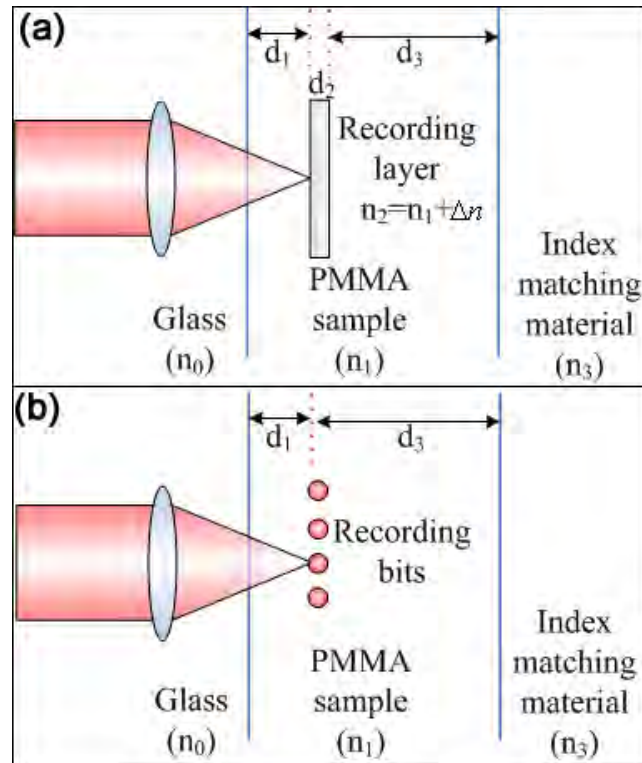 (a)
d₁
d₃
d₂
Recording
layer
n₂=n₁+Δn
Index
matching
material
(n₃)
PMMA
sample
(n₁)
Glass
(n₀)
(b)
d₁
d₃
Recording
bits
Index
matching
material
(n₃)
PMMA
sample
(n₁)
Glass
(n₀)